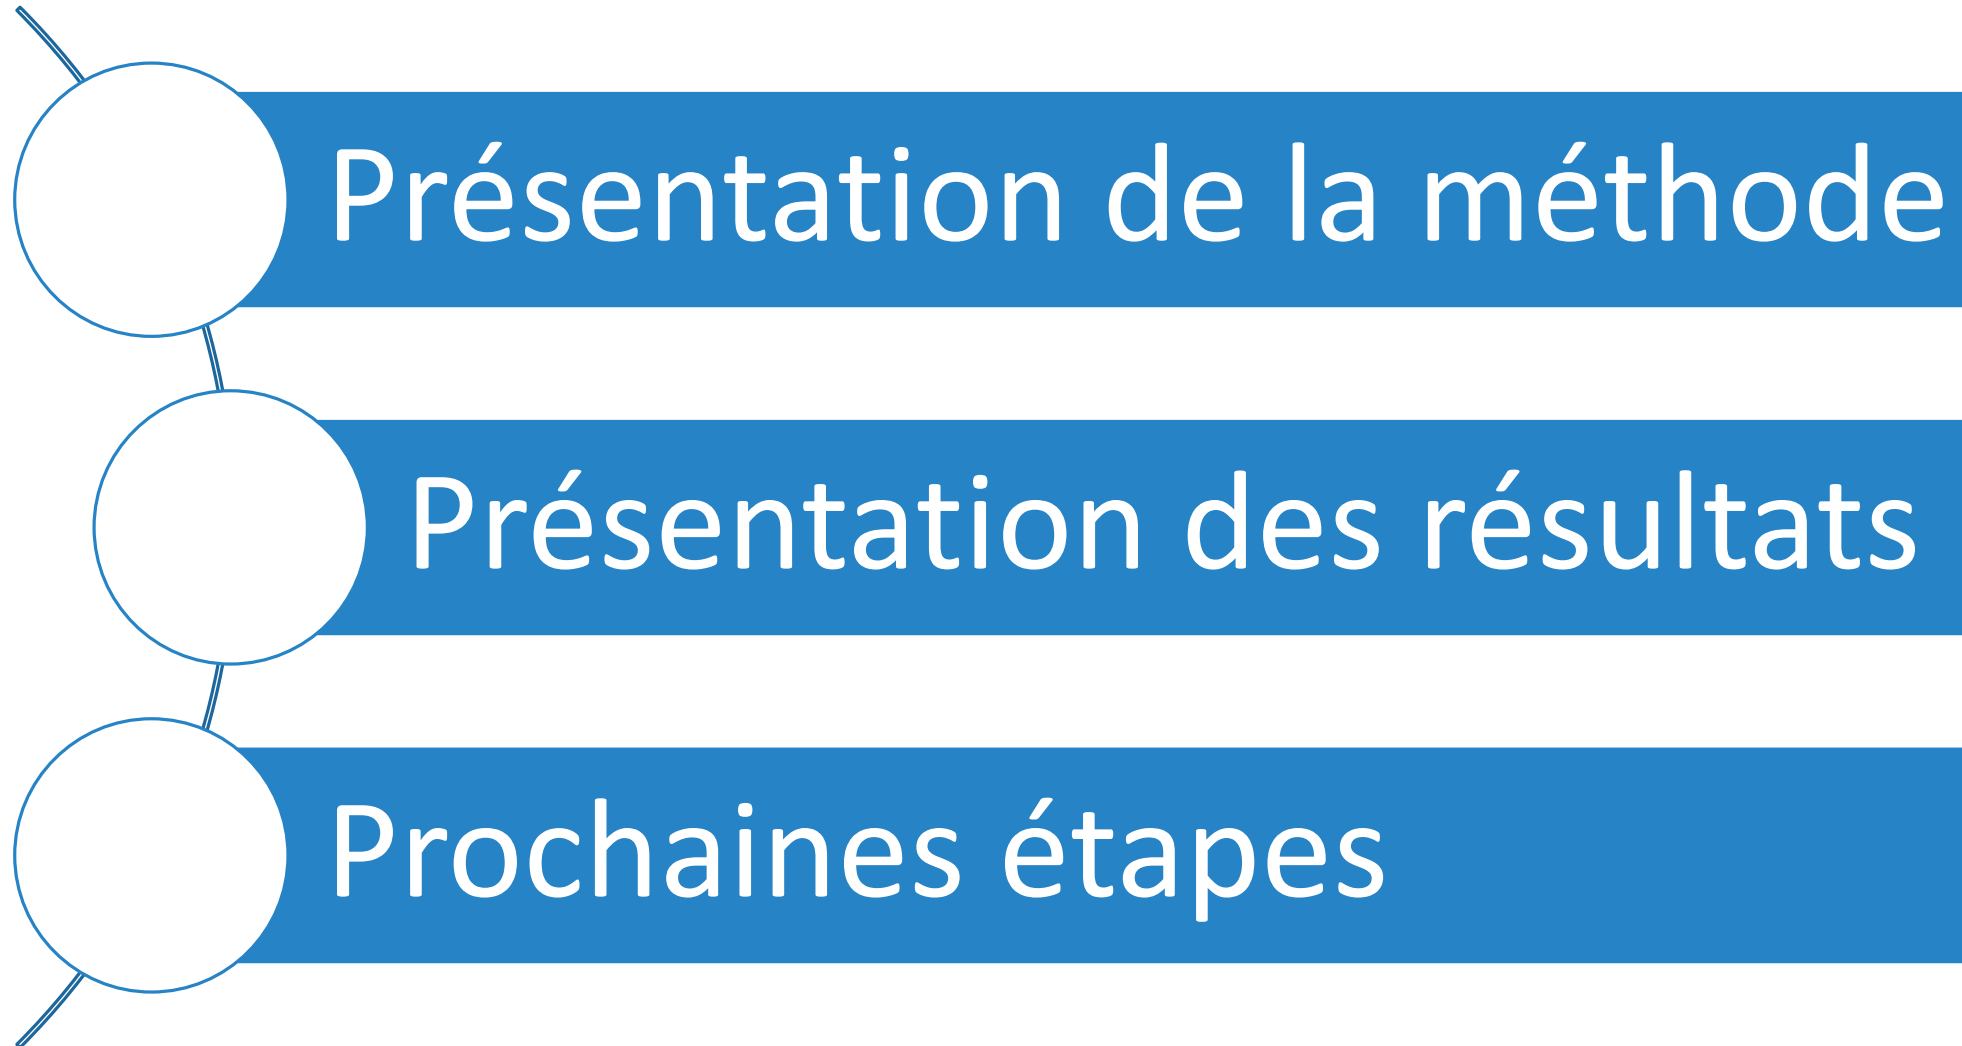 Présentation de la méthode
Présentation des résultats
Prochaines étapes